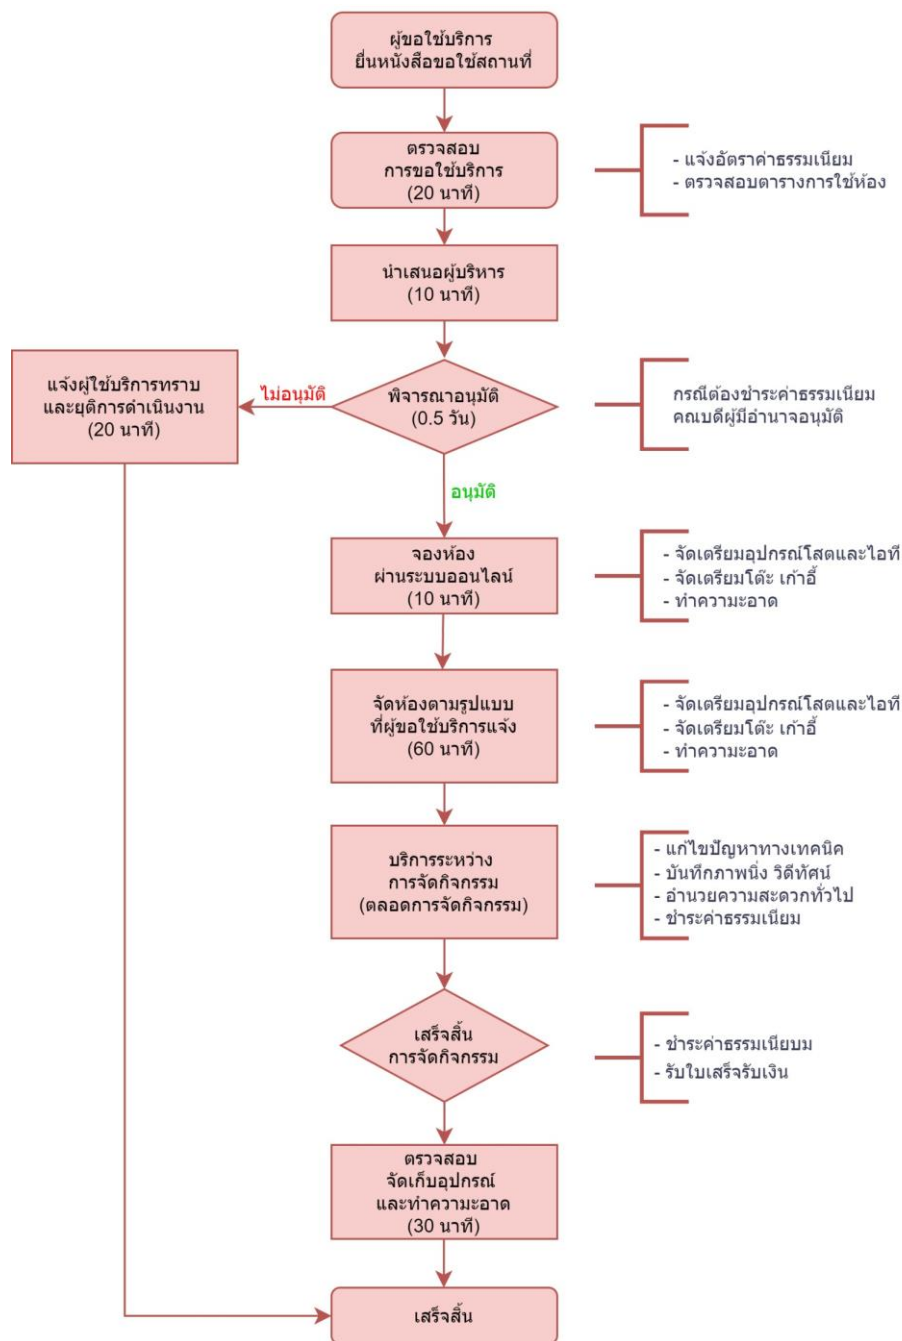 ผู้ขอใช้บริการ
ยื่นหนังสือขอใช้สถานที่
ตรวจสอบ
การขอใช้บริการ
(20 นาที)
- แจ้งอัตราค่าธรรมเนียม
- ตรวจสอบตารางการใช้ห้อง
นำเสนอผู้บริหาร
(10 นาที)
แจ้งผู้ใช้บริการทราบ
และยุติการดำเนินงาน
(20 นาที)
ไม่อนุมัติ
พิจารณาอนุมัติ
(0.5 วัน)
กรณีต้องชำระค่าธรรมเนียม
คณบดีผู้มีอำนาจอนุมัติ
อนุมัติ
จองห้อง
ผ่านระบบออนไลน์
(10 นาที)
- จัดเตรียมอุปกรณ์โสตและไอที
- จัดเตรียมโต๊ะ เก้าอี้
- ทำความะอาด
จัดห้องตามรูปแบบ
ที่ผู้ขอใช้บริการแจ้ง
(60 นาที)
- จัดเตรียมอุปกรณ์โสตและไอที
- จัดเตรียมโต๊ะ เก้าอี้
- ทำความะอาด
บริการระหว่าง
การจัดกิจกรรม
(ตลอดการจัดกิจกรรม)
- แก้ไขปัญหาทางเทคนิค
- บันทึกภาพนิ่ง วิดีทัศน์
- อำนวยความสะดวกทั่วไป
- ชำระค่าธรรมเนียม
เสร็จสิ้น
การจัดกิจกรรม
- ชำระค่าธรรมเนียบม
- รับใบเสร็จรับเงิน
ตรวจสอบ
จัดเก็บอุปกรณ์
และทำความะอาด
(30 นาที)
เสร็จสิ้น